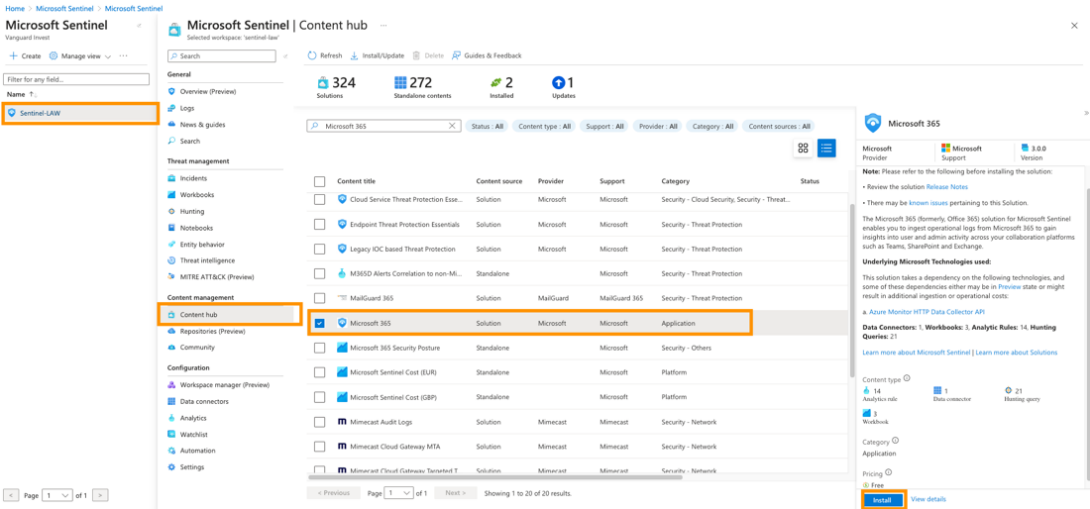 Home > Microsoft Sentinel > Microsoft Sentinel
Microsoft Sentinel
Vanguard Invest
Create Manage view
Filter for any field...
Name ↑
Sentinel-LAW
< Page 1 of 1 >
Microsoft Sentinel | Content hub ...
Selected workspace: 'sentinel-law'
Search
General
Overview (Preview)
Logs
News & guides
Search
Threat management
Incidents
Workbooks
Hunting
Notebooks
Entity behavior
Threat intelligence
MITRE ATT&CK (Preview)
Content management
Content hub
Repositories (Preview)
Community
Configuration
Workspace manager (Preview)
Data connectors
Analytics
Watchlist
Automation
Settings
Refresh Install/Update Delete Guides & Feedback
324 272 2 1
Solutions Standalone contents Installed Updates
Microsoft 365 Status : All Content type : All Support : All Provider : All Category : All Content sources : All
Content title Content source Provider Support Category Status
Cloud Service Threat Protection Esse... Solution Microsoft Microsoft Security - Cloud Security, Security - Threat...
Endpoint Threat Protection Essentials Solution Microsoft Microsoft Security - Threat Protection
Legacy IOC based Threat Protection Solution Microsoft Microsoft Security - Threat Protection
M365D Alerts Correlation to non-Mi... Standalone Microsoft Security - Threat Protection
MailGuard 365 Solution MailGuard MailGuard 365 Security - Threat Protection
Microsoft 365 Solution Microsoft Microsoft Application
Microsoft 365 Security Posture Standalone Microsoft Security - Others
Microsoft Sentinel Cost (EUR) Standalone Microsoft Platform
Microsoft Sentinel Cost (GBP) Standalone Microsoft Platform
Mimecast Audit Logs Solution Mimecast Mimecast Security - Network
Mimecast Cloud Gateway MTA Solution Mimecast Mimecast Security - Network
Mimecast Cloud Gateway Targeted T Solution Mimecast Mimecast Security - Network
< Previous Page 1 of 1 Next > Showing 1 to 20 of 20 results.
Microsoft 365
Microsoft Microsoft 3.0.0
Provider Support Version
Note: Please refer to the following before installing the solution:
• Review the solution Release Notes
• There may be known issues pertaining to this Solution.
The Microsoft 365 (formerly, Office 365) solution for Microsoft Sentinel
enables you to ingest operational logs from Microsoft 365 to gain
insights into user and admin activity across your collaboration platforms
such as Teams, SharePoint and Exchange.
Underlying Microsoft Technologies used:
This solution takes a dependency on the following technologies, and
some of these dependencies either may be in Preview state or might
result in additional ingestion or operational costs:
a. Azure Monitor HTTP Data Collector API
Data Connectors: 1, Workbooks: 3, Analytic Rules: 14, Hunting
Queries: 21
Learn more about Microsoft Sentinel | Learn more about Solutions
Content type
14 1 21
Analytics rule Data connector Hunting query
3
Workbook
Category
Application
Pricing
Free
Install View details